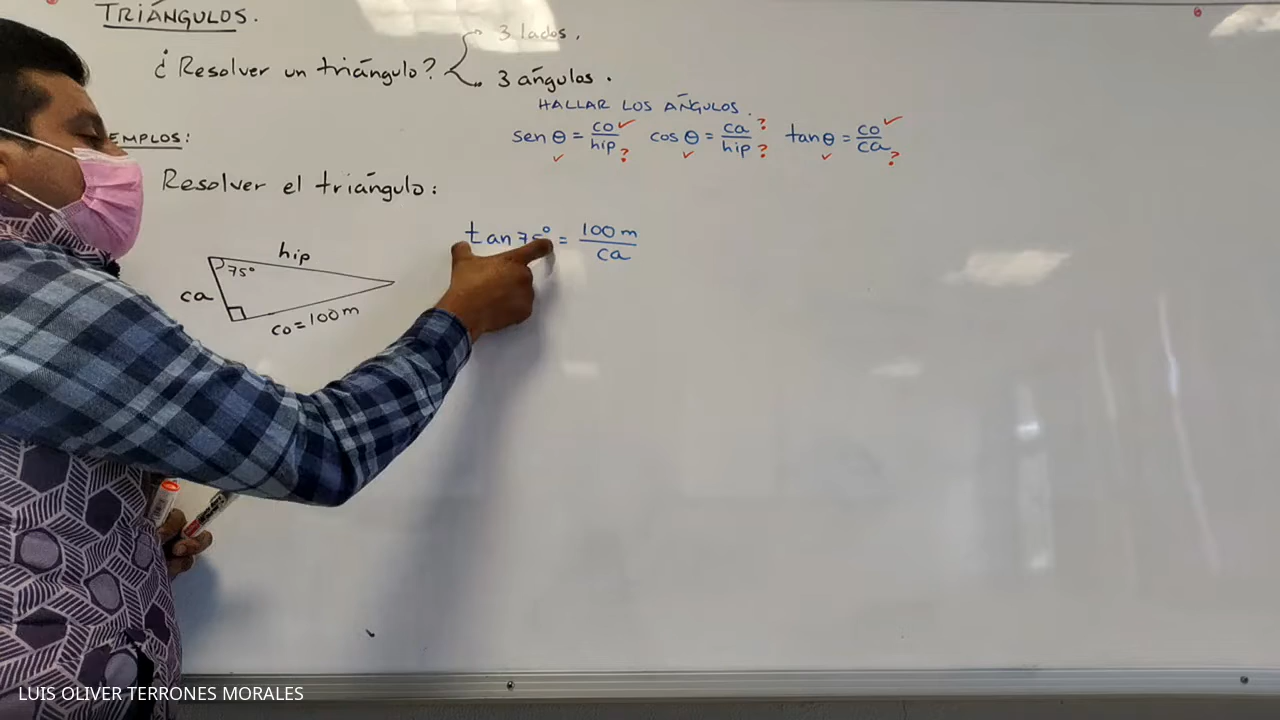 TRIÁNGULOS.
¿Resolver un triángulo?
3 lados.
3 ángulos.
HALLAR LOS ÁNGULOS.
sen θ = co/hip ✓ ? ✓
cos θ = ca/hip ? ? ✓
tan θ = co/ca ✓ ? ✓
EMPLOS:
Resolver el triángulo:
tan 75° = 100 m/ca
hip
75°
ca
co = 100 m
LUIS OLIVER TERRONES MORALES